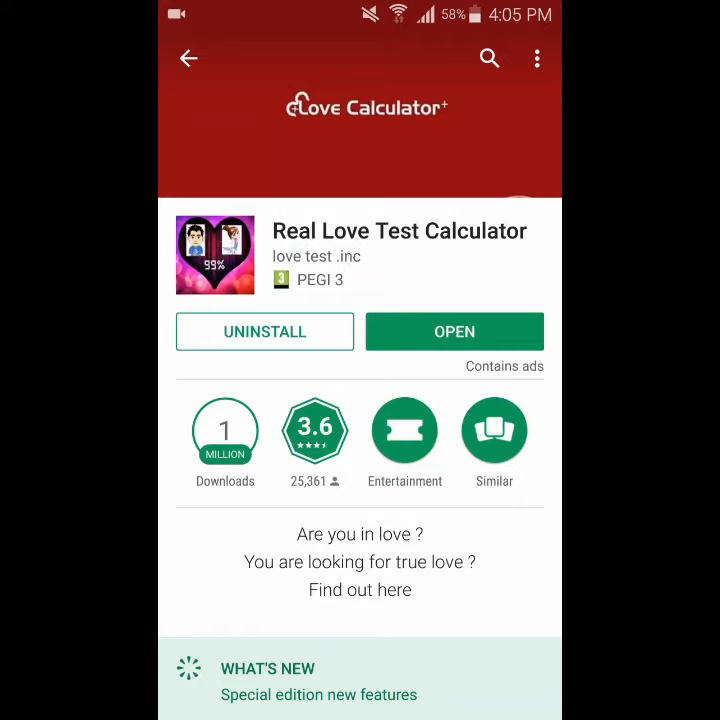 58% 4:05 PM
Love Calculator+
Real Love Test Calculator
love test .inc
3 PEGI 3
99%
UNINSTALL OPEN
Contains ads
1 MILLION 3.6
Downloads 25,361 Entertainment Similar
Are you in love ?
You are looking for true love ?
Find out here
WHAT'S NEW
Special edition new features